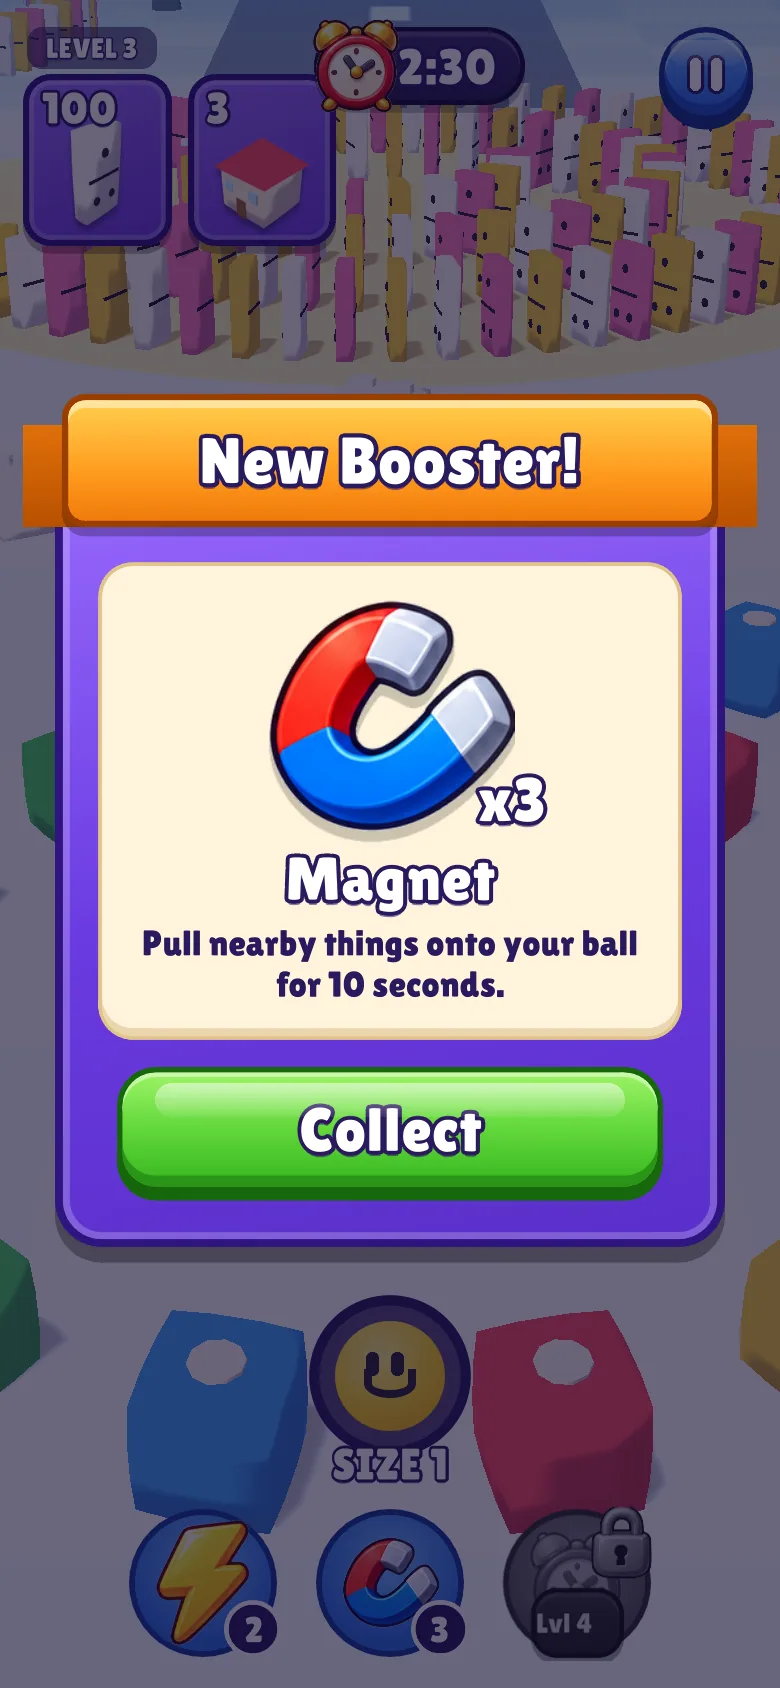 LEVEL 3
2:30
100
3
New Booster!
x3
Magnet
Pull nearby things onto your ball
for 10 seconds.
Collect
SIZE 1
2
3
Lvl 4